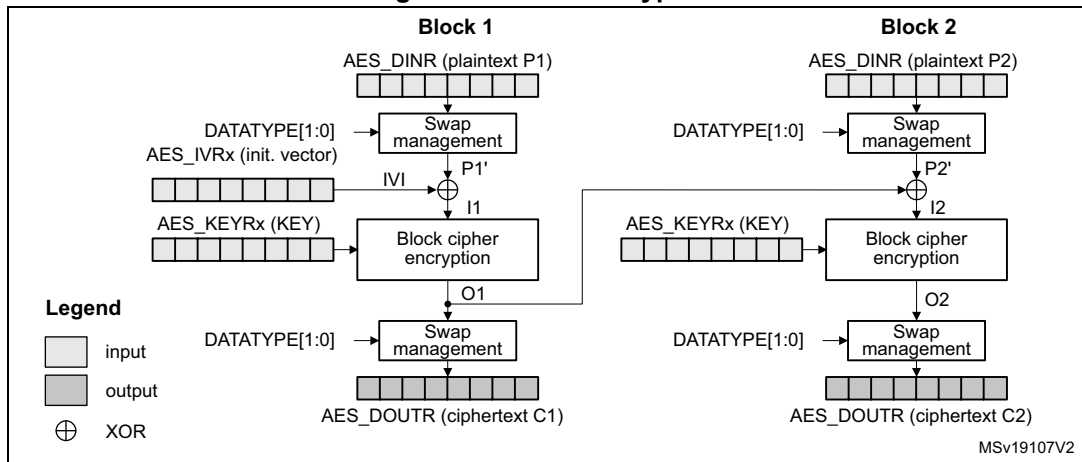 Block 1
Block 2
AES_DINR (plaintext P1)
AES_DINR (plaintext P2)
Swap
management
DATATYPE[1:0]
Swap
management
DATATYPE[1:0]
AES_IVRx (init. vector)
P1'
P2'
IVI
I1
I2
AES_KEYRx (KEY)
Block cipher
encryption
AES_KEYRx (KEY)
Block cipher
encryption
O1
O2
Legend
input
output
XOR
DATATYPE[1:0]
Swap
management
DATATYPE[1:0]
Swap
management
AES_DOUTR (ciphertext C1)
AES_DOUTR (ciphertext C2)
MSv19107V2